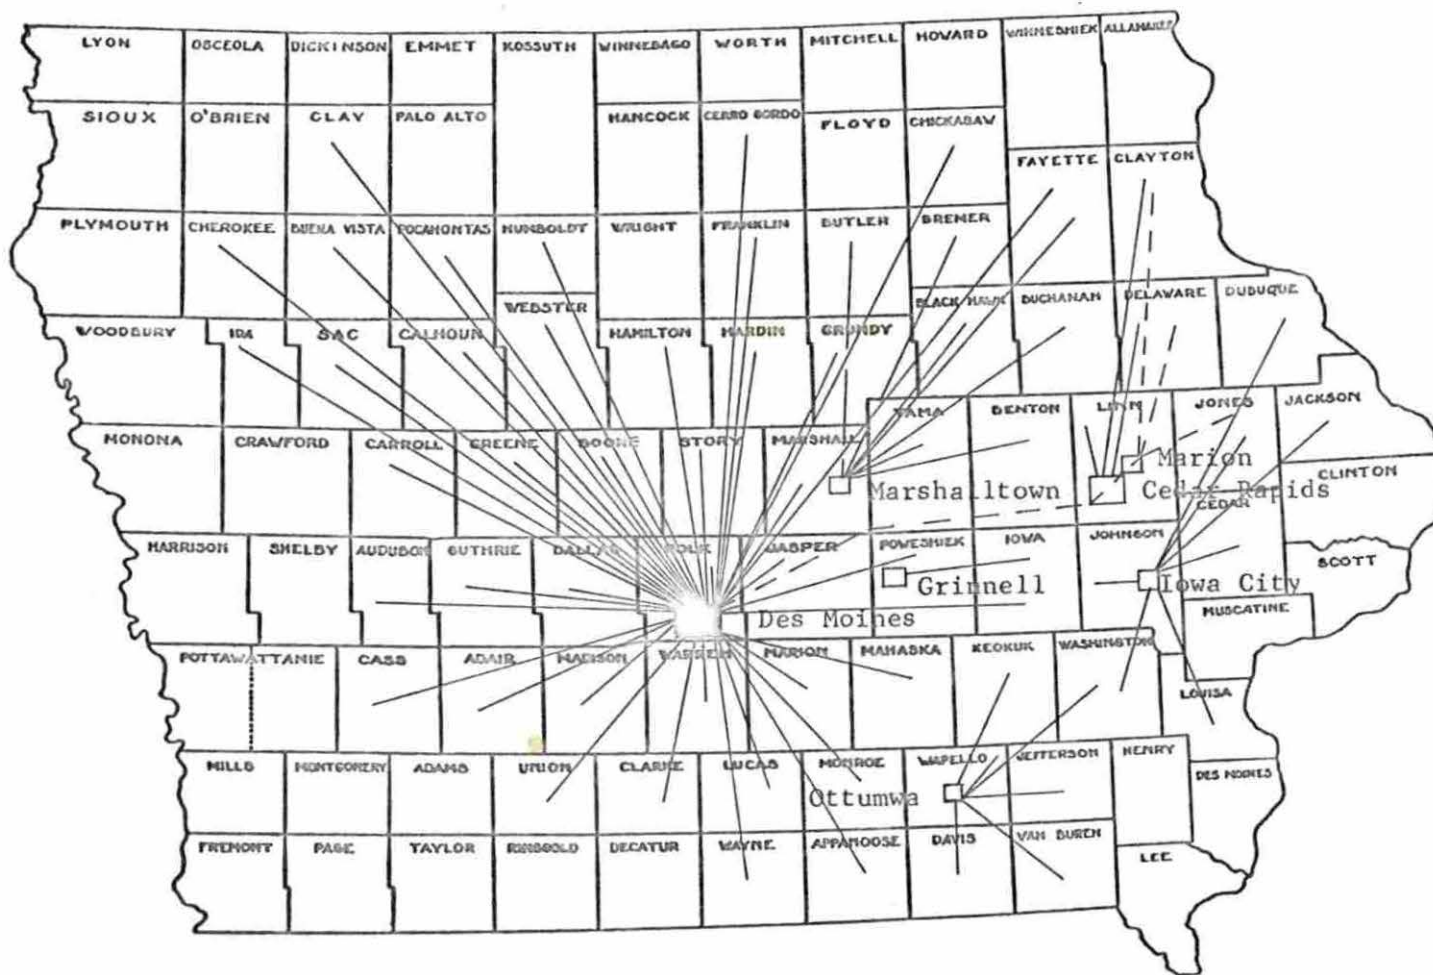 LYON OSCEOLA DICKINSON EMMET KOSSUTH WINNEBAGO WORTH MITCHELL HOWARD WINNESHIEK ALLAMAKEE
SIOUX O'BRIEN CLAY PALO ALTO HANCOCK CERRO GORDO FLOYD CHICKASAW
FAYETTE CLAYTON
PLYMOUTH CHEROKEE BUENA VISTA POCAHONTAS HUMBOLDT WRIGHT FRANKLIN BUTLER BREMER
WEBSTER BLACK HAWK BUCHANAN DELAWARE DUBUQUE
WOODBURY IDA SAC CALHOUN HAMILTON HARDIN GRUNDY
TAMA BENTON LINN JONES JACKSON
MONONA CRAWFORD CARROLL GREENE BOONE STORY MARSHALL
Marion
CLINTON
Marshalltown Cedar Rapids
CEDAR
HARRISON SHELBY AUDUBON GUTHRIE DALLAS POLK JASPER POWESHIEK IOWA JOHNSON
SCOTT
Grinnell Iowa City
MUSCATINE
Des Moines
POTTAWATTAMIE CASS ADAIR MADISON WARREN MARION MAHASKA KEOKUK WASHINGTON
LOUISA
MILLS MONTGOMERY ADAMS UNION CLARKE LUCAS MONROE WAPELLO JEFFERSON HENRY
DES MOINES
Ottumwa
FREMONT PAGE TAYLOR RINGGOLD DECATUR WAYNE APPANOOSE DAVIS VAN BUREN
LEE